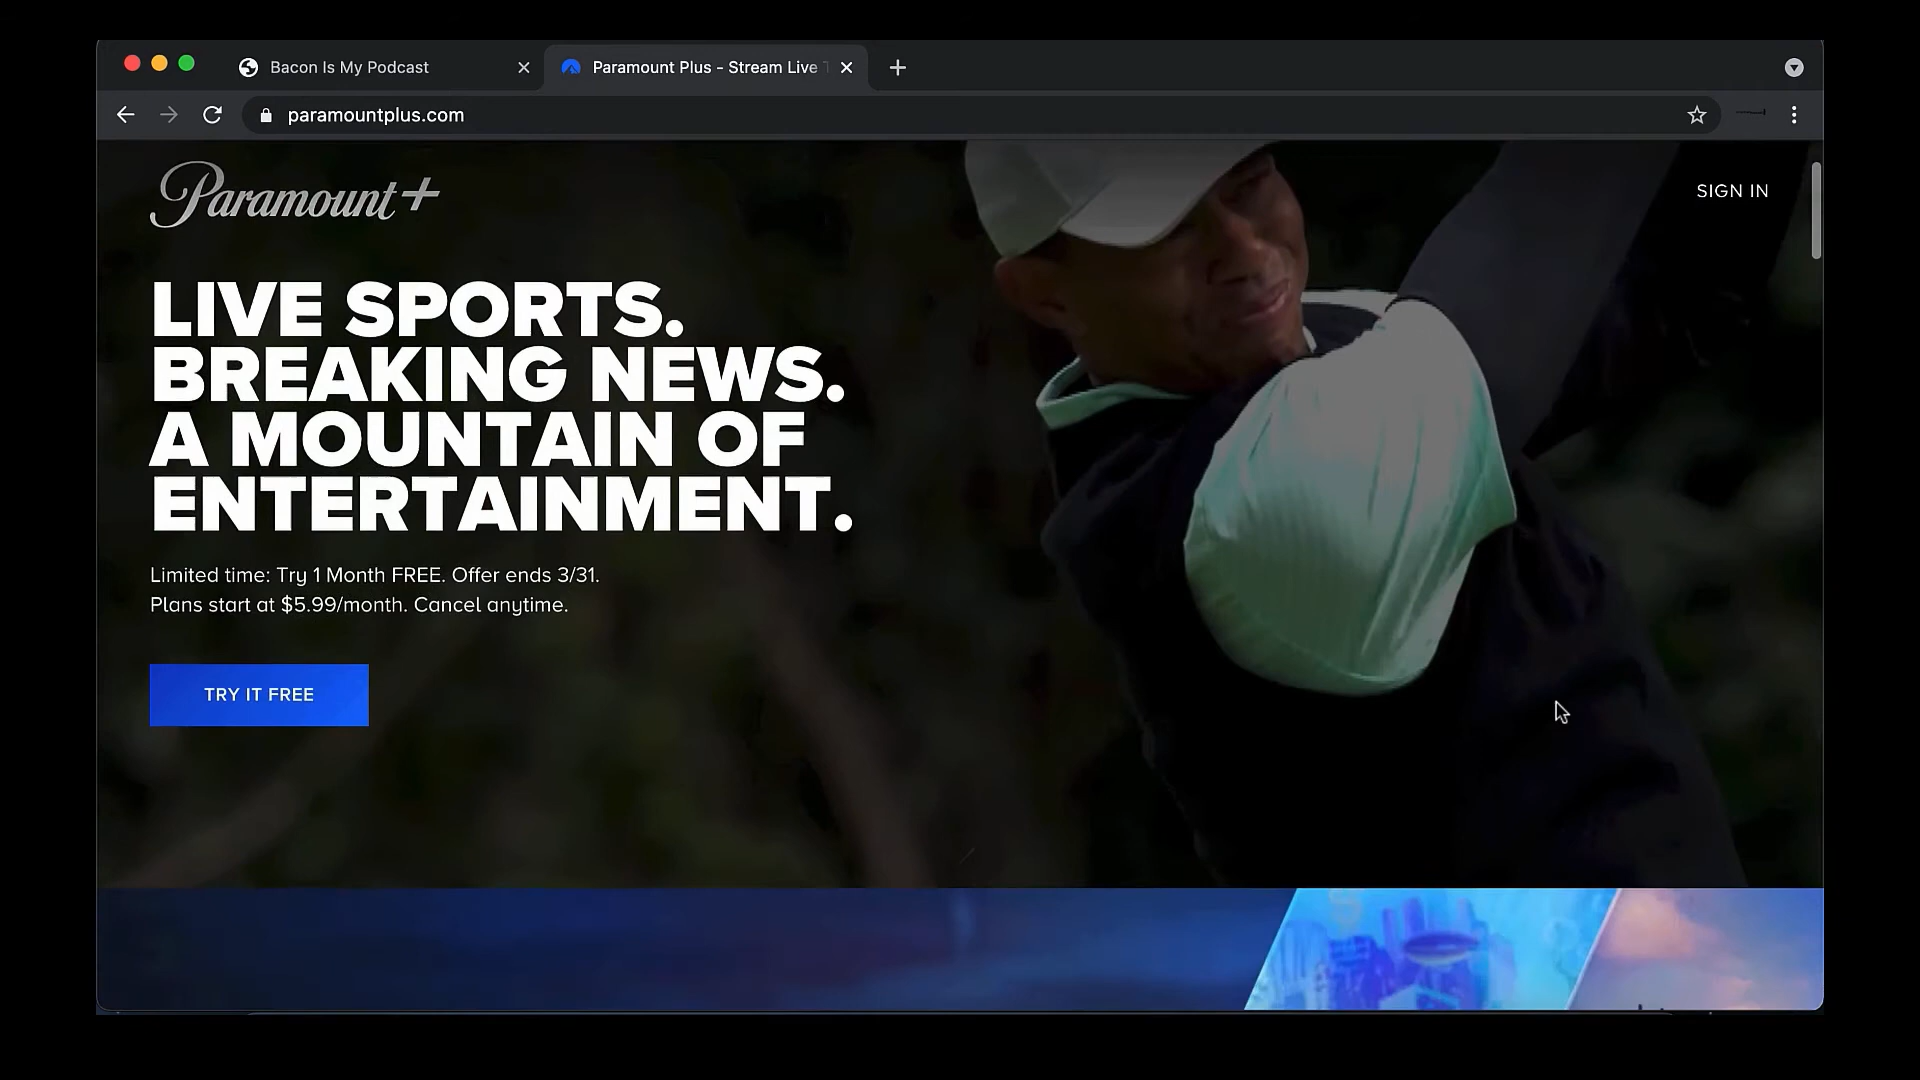 Bacon Is My Podcast
Paramount Plus - Stream Live
paramountplus.com
Paramount+
SIGN IN
LIVE SPORTS.
BREAKING NEWS.
A MOUNTAIN OF
ENTERTAINMENT.
Limited time: Try 1 Month FREE. Offer ends 3/31.
Plans start at $5.99/month. Cancel anytime.
TRY IT FREE